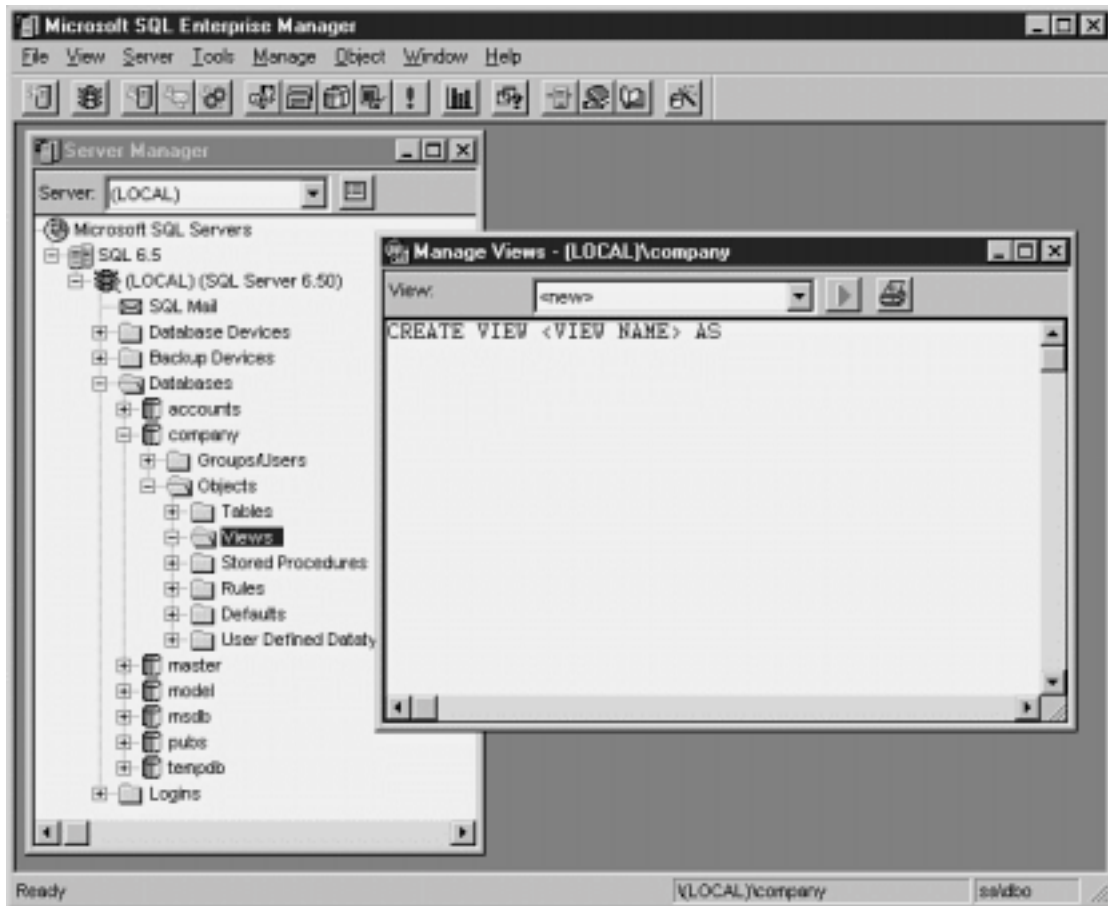 Microsoft SQL Enterprise Manager
File View Server Tools Manage Object Window Help
Server Manager
Server: (LOCAL)
Microsoft SQL Servers
SQL 6.5
(LOCAL) (SQL Server 6.50)
SQL Mail
Database Devices
Backup Devices
Databases
accounts
company
Groups/Users
Objects
Tables
Views
Stored Procedures
Rules
Defaults
User Defined Dataty
master
model
msdb
pubs
tempdb
Logins
Manage Views - (LOCAL)\company
View: <new>
CREATE VIEW <VIEW NAME> AS
Ready \(LOCAL)\company sa\dbo